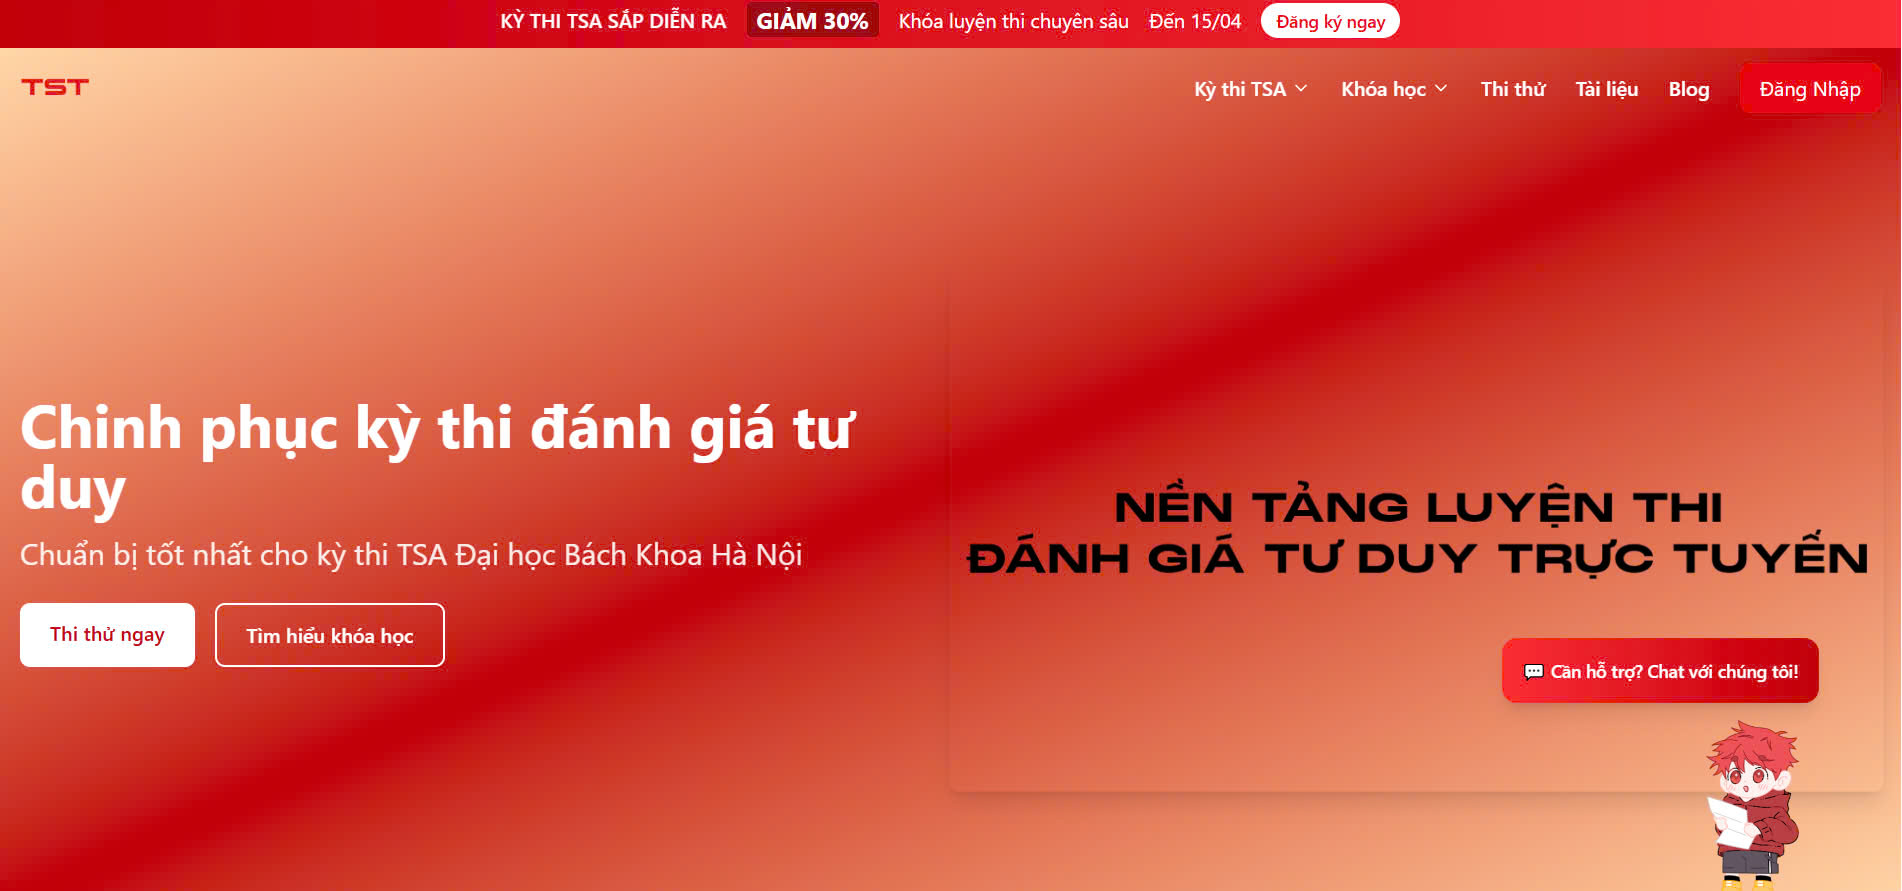 KỲ THI TSA SẮP DIỄN RA GIẢM 30% Khóa luyện thi chuyên sâu Đến 15/04 Đăng ký ngay
TST Kỳ thi TSA Khóa học Thi thử Tài liệu Blog Đăng Nhập
Chinh phục kỳ thi đánh giá tư
duy
Chuẩn bị tốt nhất cho kỳ thi TSA Đại học Bách Khoa Hà Nội
Thi thử ngay Tìm hiểu khóa học
NỀN TẢNG LUYỆN THI
ĐÁNH GIÁ TƯ DUY TRỰC TUYẾN
💬 Cần hỗ trợ? Chat với chúng tôi!